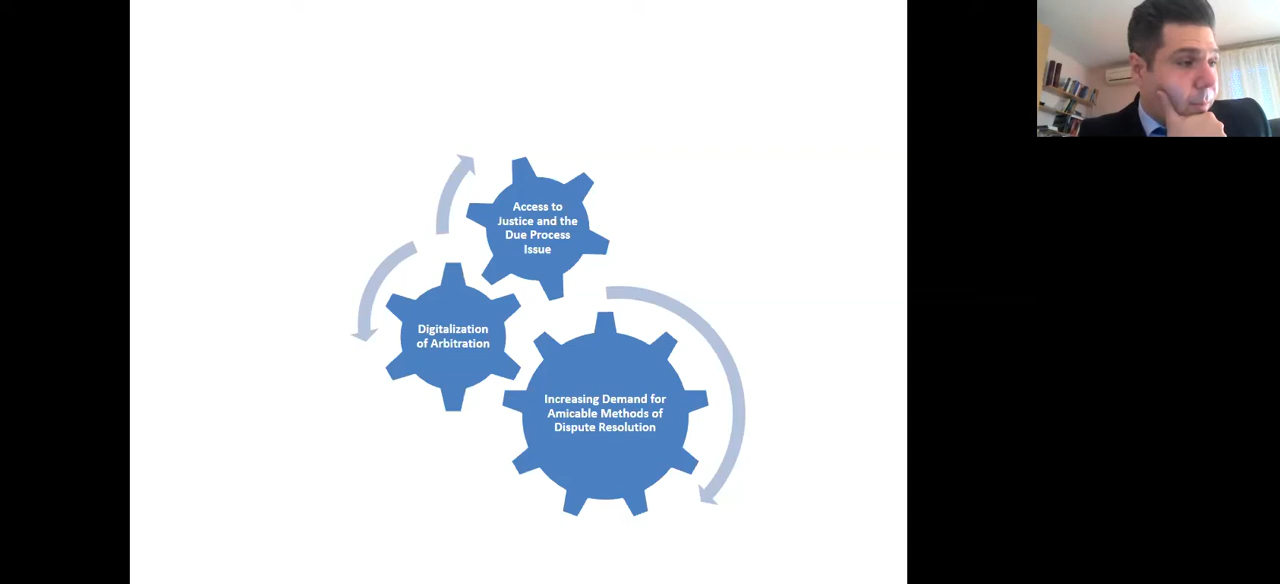 Access to
Justice and the
Due Process
Issue
Digitalization
of Arbitration
Increasing Demand for
Amicable Methods of
Dispute Resolution